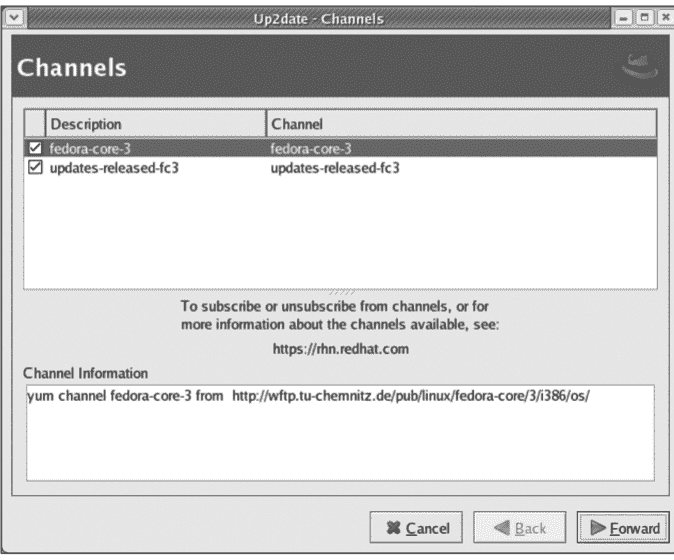 Up2date - Channels
Channels
Description Channel
fedora-core-3 fedora-core-3
updates-released-fc3 updates-released-fc3
To subscribe or unsubscribe from channels, or for
more information about the channels available, see:
https://rhn.redhat.com
Channel Information
yum channel fedora-core-3 from http://wftp.tu-chemnitz.de/pub/linux/fedora-core/3/i386/os/
Cancel Back Forward